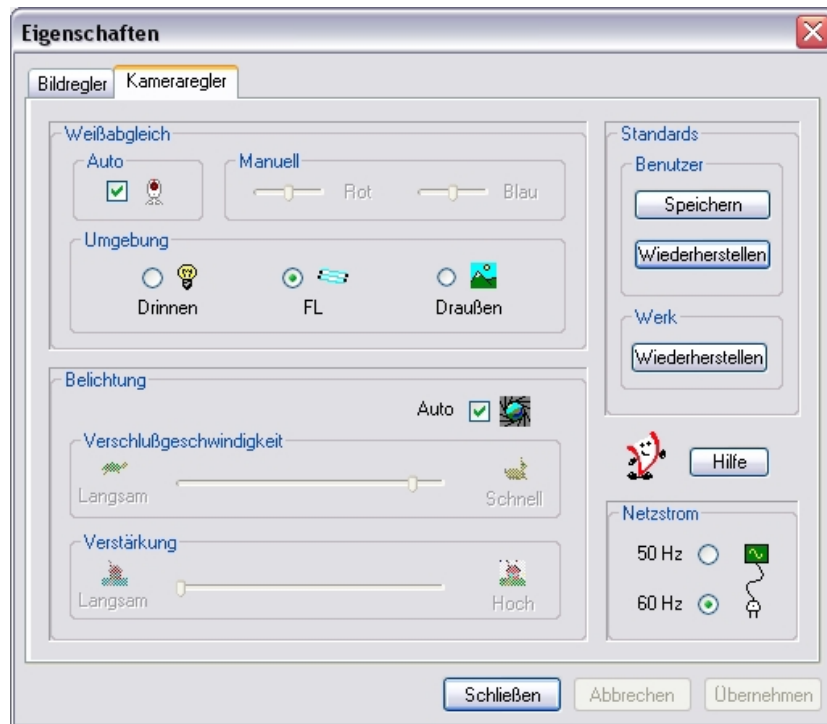 Eigenschaften
Bildregler Kameraregler
Weißabgleich
Auto
Manuell
Rot Blau
Umgebung
Drinnen FL Draußen
Belichtung
Auto
Verschlußgeschwindigkeit
Langsam Schnell
Verstärkung
Langsam Hoch
Standards
Benutzer
Speichern
Wiederherstellen
Werk
Wiederherstellen
Hilfe
Netzstrom
50 Hz
60 Hz
Schließen Abbrechen Übernehmen